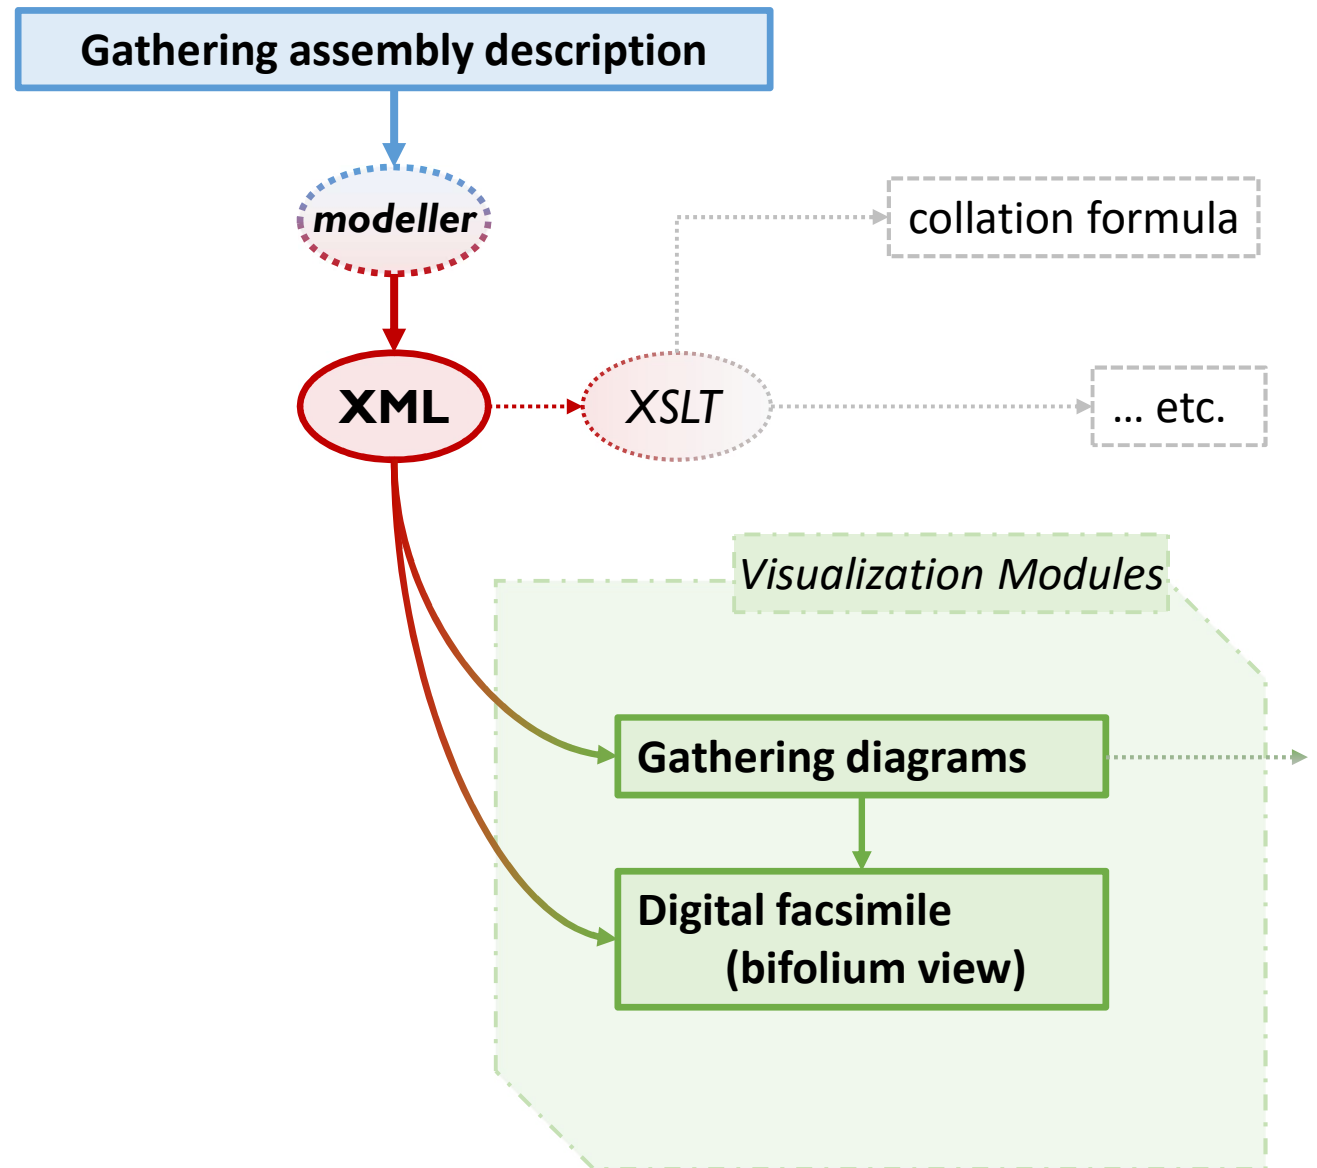 Gathering assembly description
modeller
collation formula
XML
XSLT
... etc.
Visualization Modules
Gathering diagrams
Digital facsimile
(bifolium view)